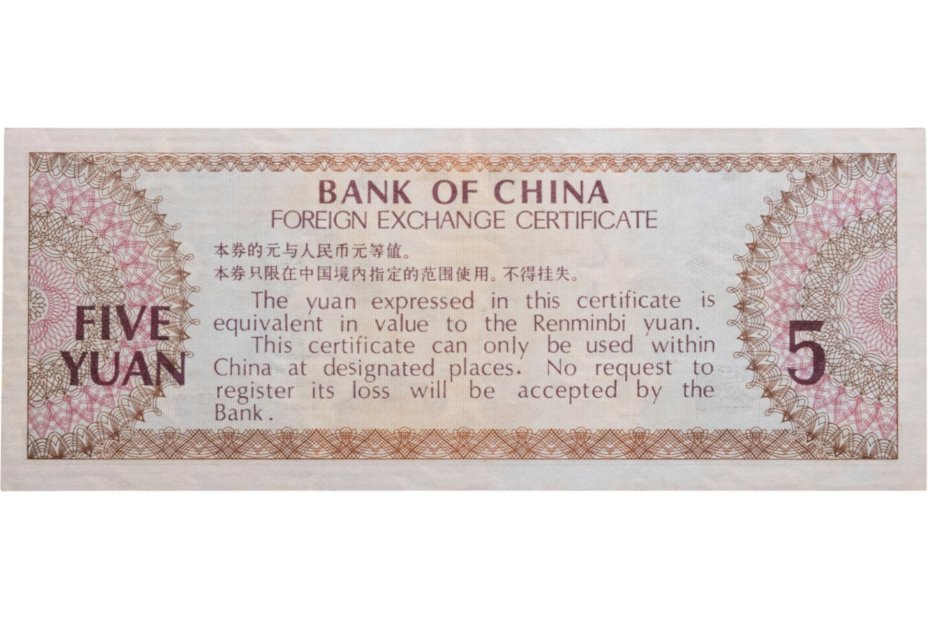 BANK OF CHINA
FOREIGN EXCHANGE CERTIFICATE
本券的元与人民币元等值。
本券只限在中国境内指定的范围使用。不得挂失。
The yuan expressed in this certificate is
equivalent in value to the Renminbi yuan.
This certificate can only be used within
China at designated places. No request to
register its loss will be accepted by the
Bank.
FIVE
YUAN
5